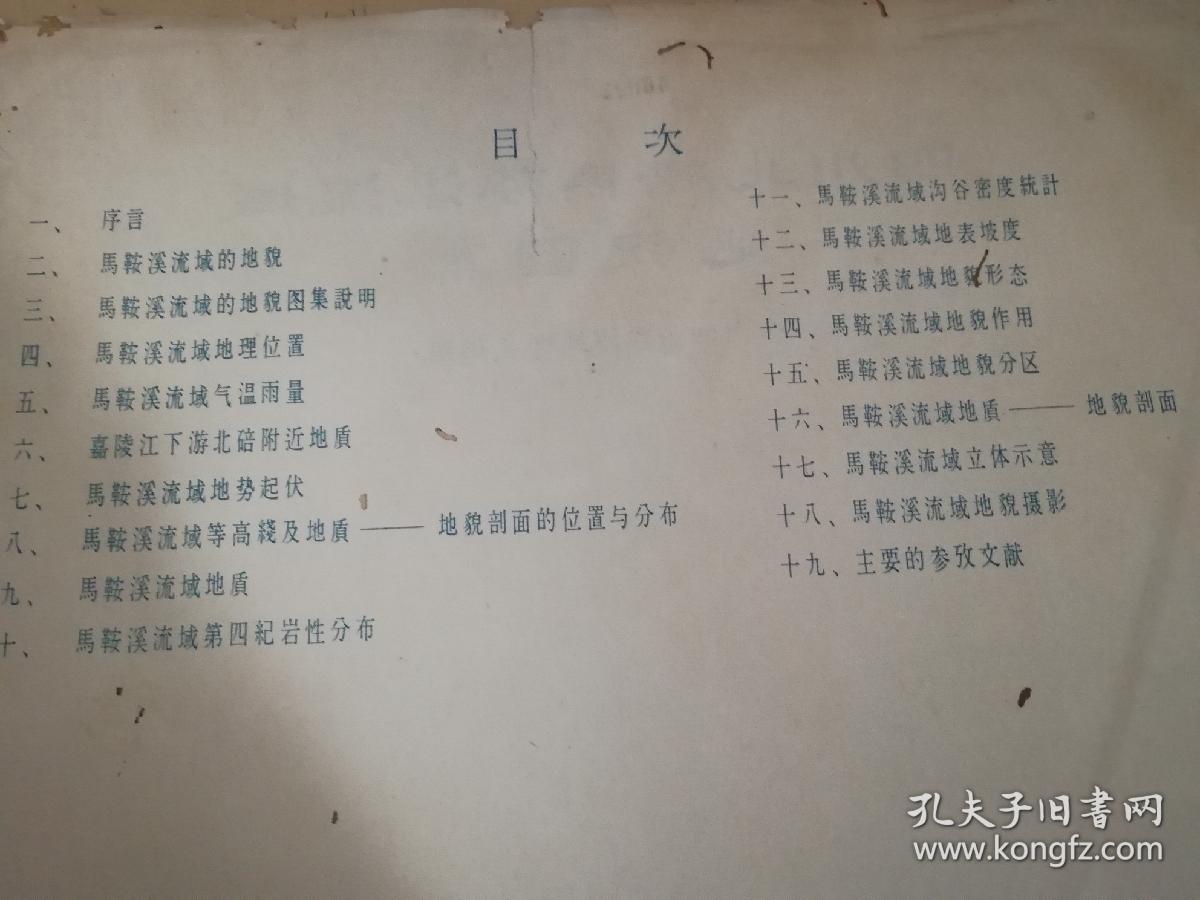 目 次
一、 序言
二、 馬鞍溪流域的地貌
三、 馬鞍溪流域的地貌图集說明
四、 馬鞍溪流域地理位置
五、 馬鞍溪流域气温雨量
六、 嘉陵江下游北碚附近地质
七、 馬鞍溪流域地势起伏
八、 馬鞍溪流域等高綫及地质——地貌剖面的位置与分布
九、 馬鞍溪流域地质
十、 馬鞍溪流域第四紀岩性分布
十一、馬鞍溪流域沟谷密度統計
十二、馬鞍溪流域地表坡度
十三、馬鞍溪流域地貌形态
十四、馬鞍溪流域地貌作用
十五、馬鞍溪流域地貌分区
十六、馬鞍溪流域地质——地貌剖面
十七、馬鞍溪流域立体示意
十八、馬鞍溪流域地貌摄影
十九、主要的参攷文献
孔夫子旧书网
www.kongfz.com